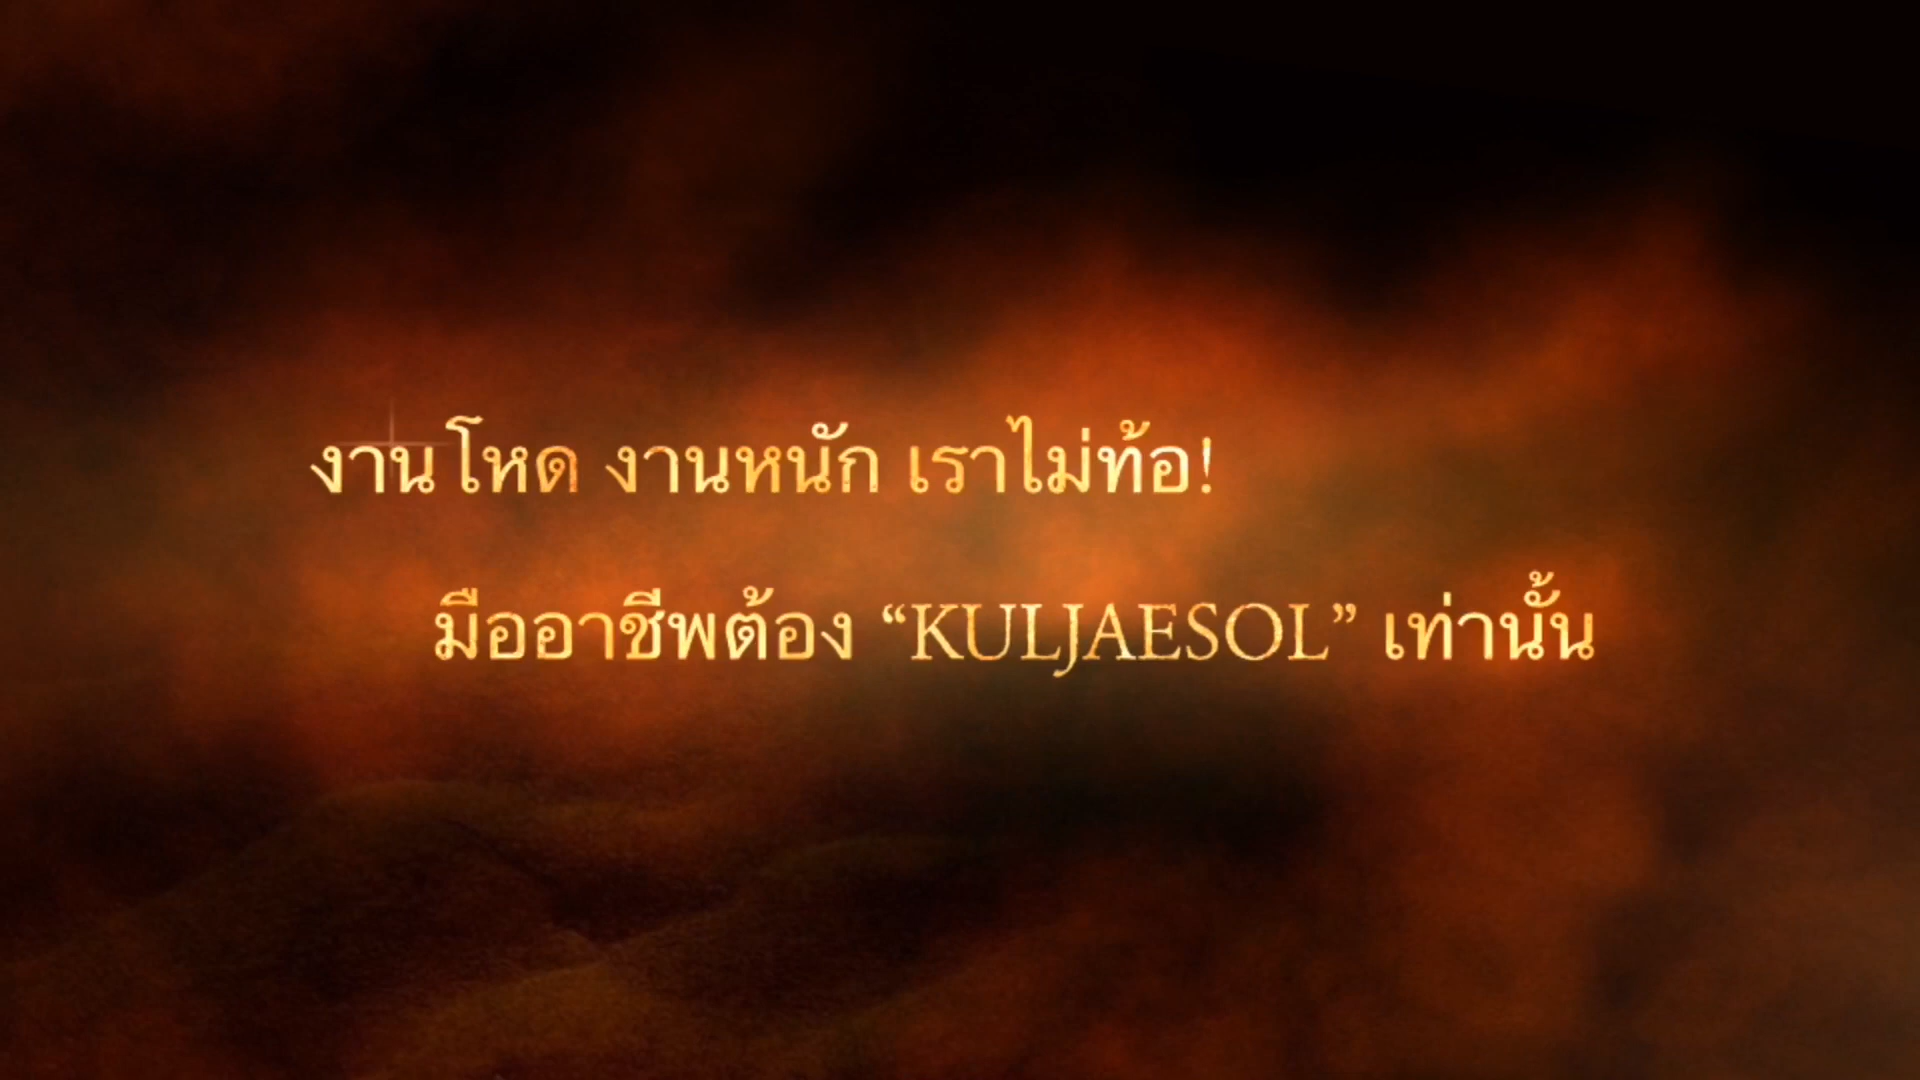 งานโหด งานหนัก เราไม่ท้อ!
มืออาชีพต้อง “KULJAESOL” เท่านั้น